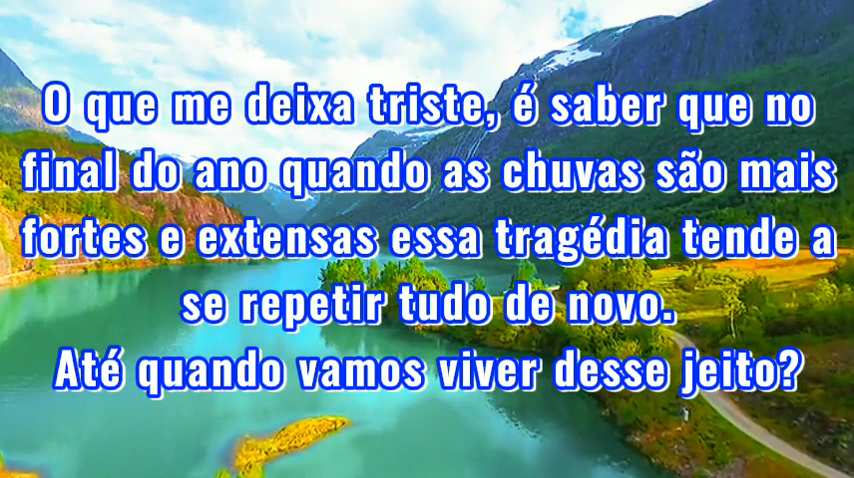 O que me deixa triste, é saber que no
final do ano quando as chuvas são mais
fortes e extensas essa tragédia tende a
se repetir tudo de novo.
Até quando vamos viver desse jeito?